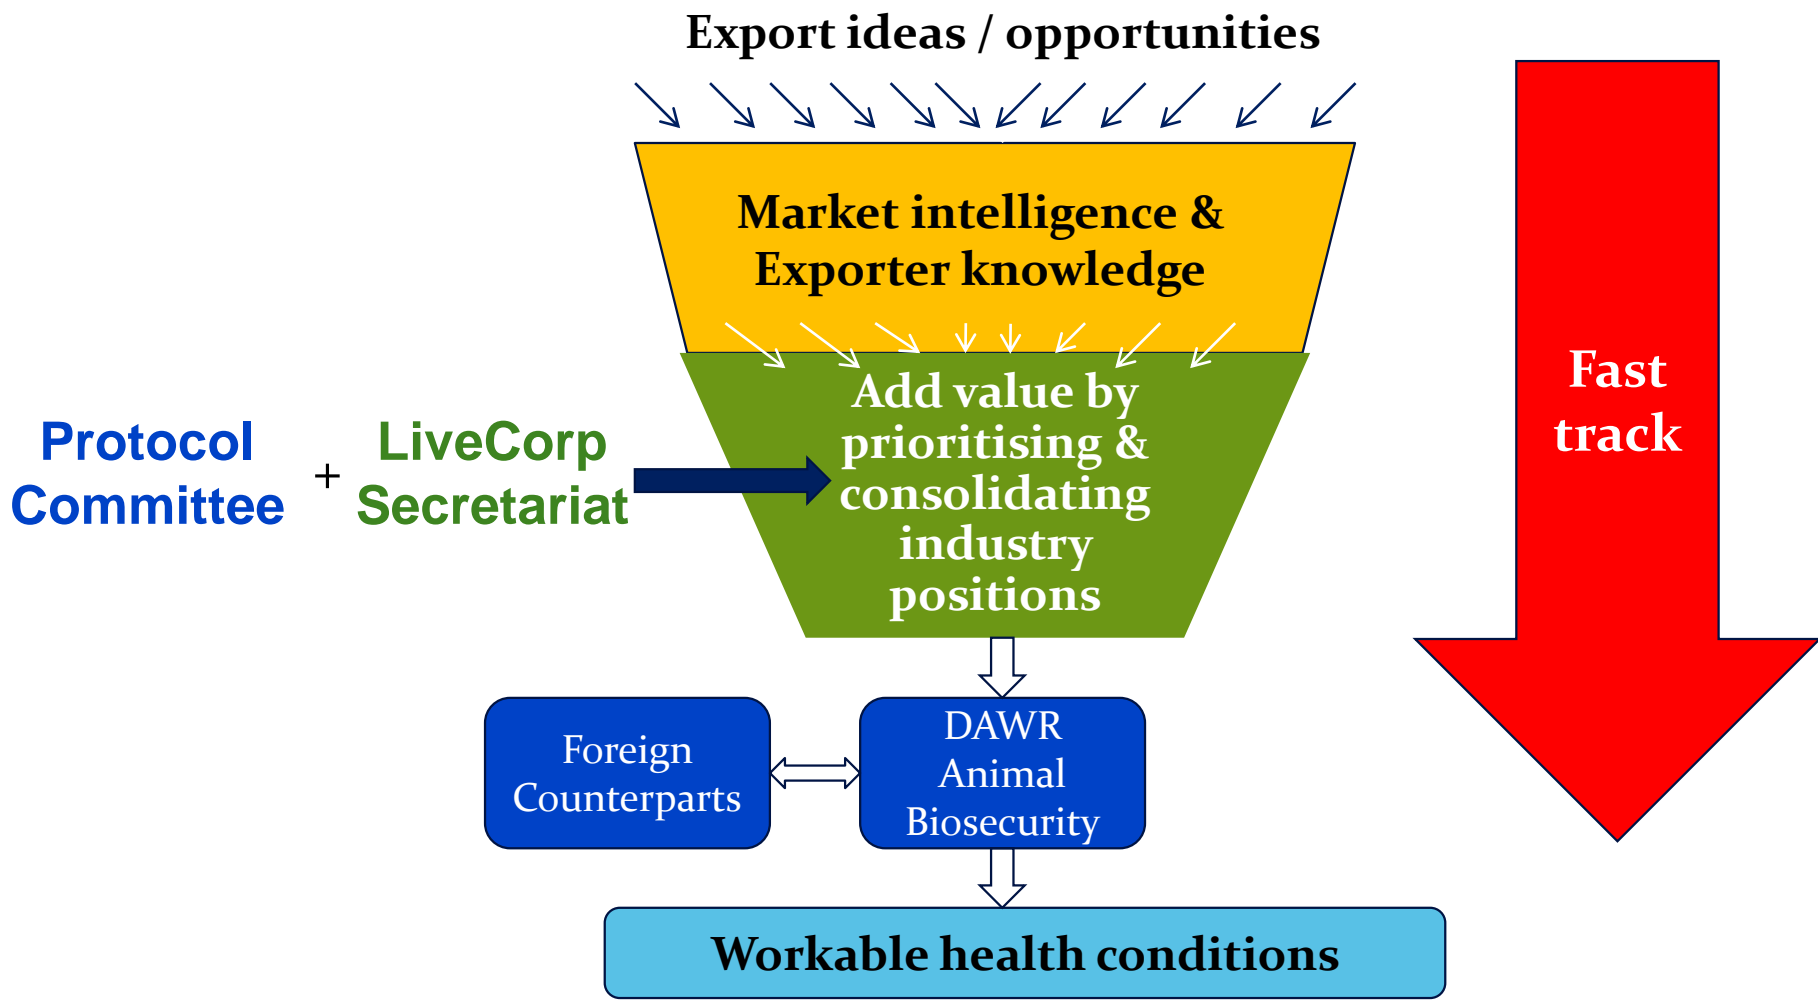 Export ideas / opportunities
Market intelligence &
Exporter knowledge
Add value by
prioritising &
consolidating
industry
positions
Protocol
Committee
+
LiveCorp
Secretariat
Fast
track
Foreign
Counterparts
DAWR
Animal
Biosecurity
Workable health conditions